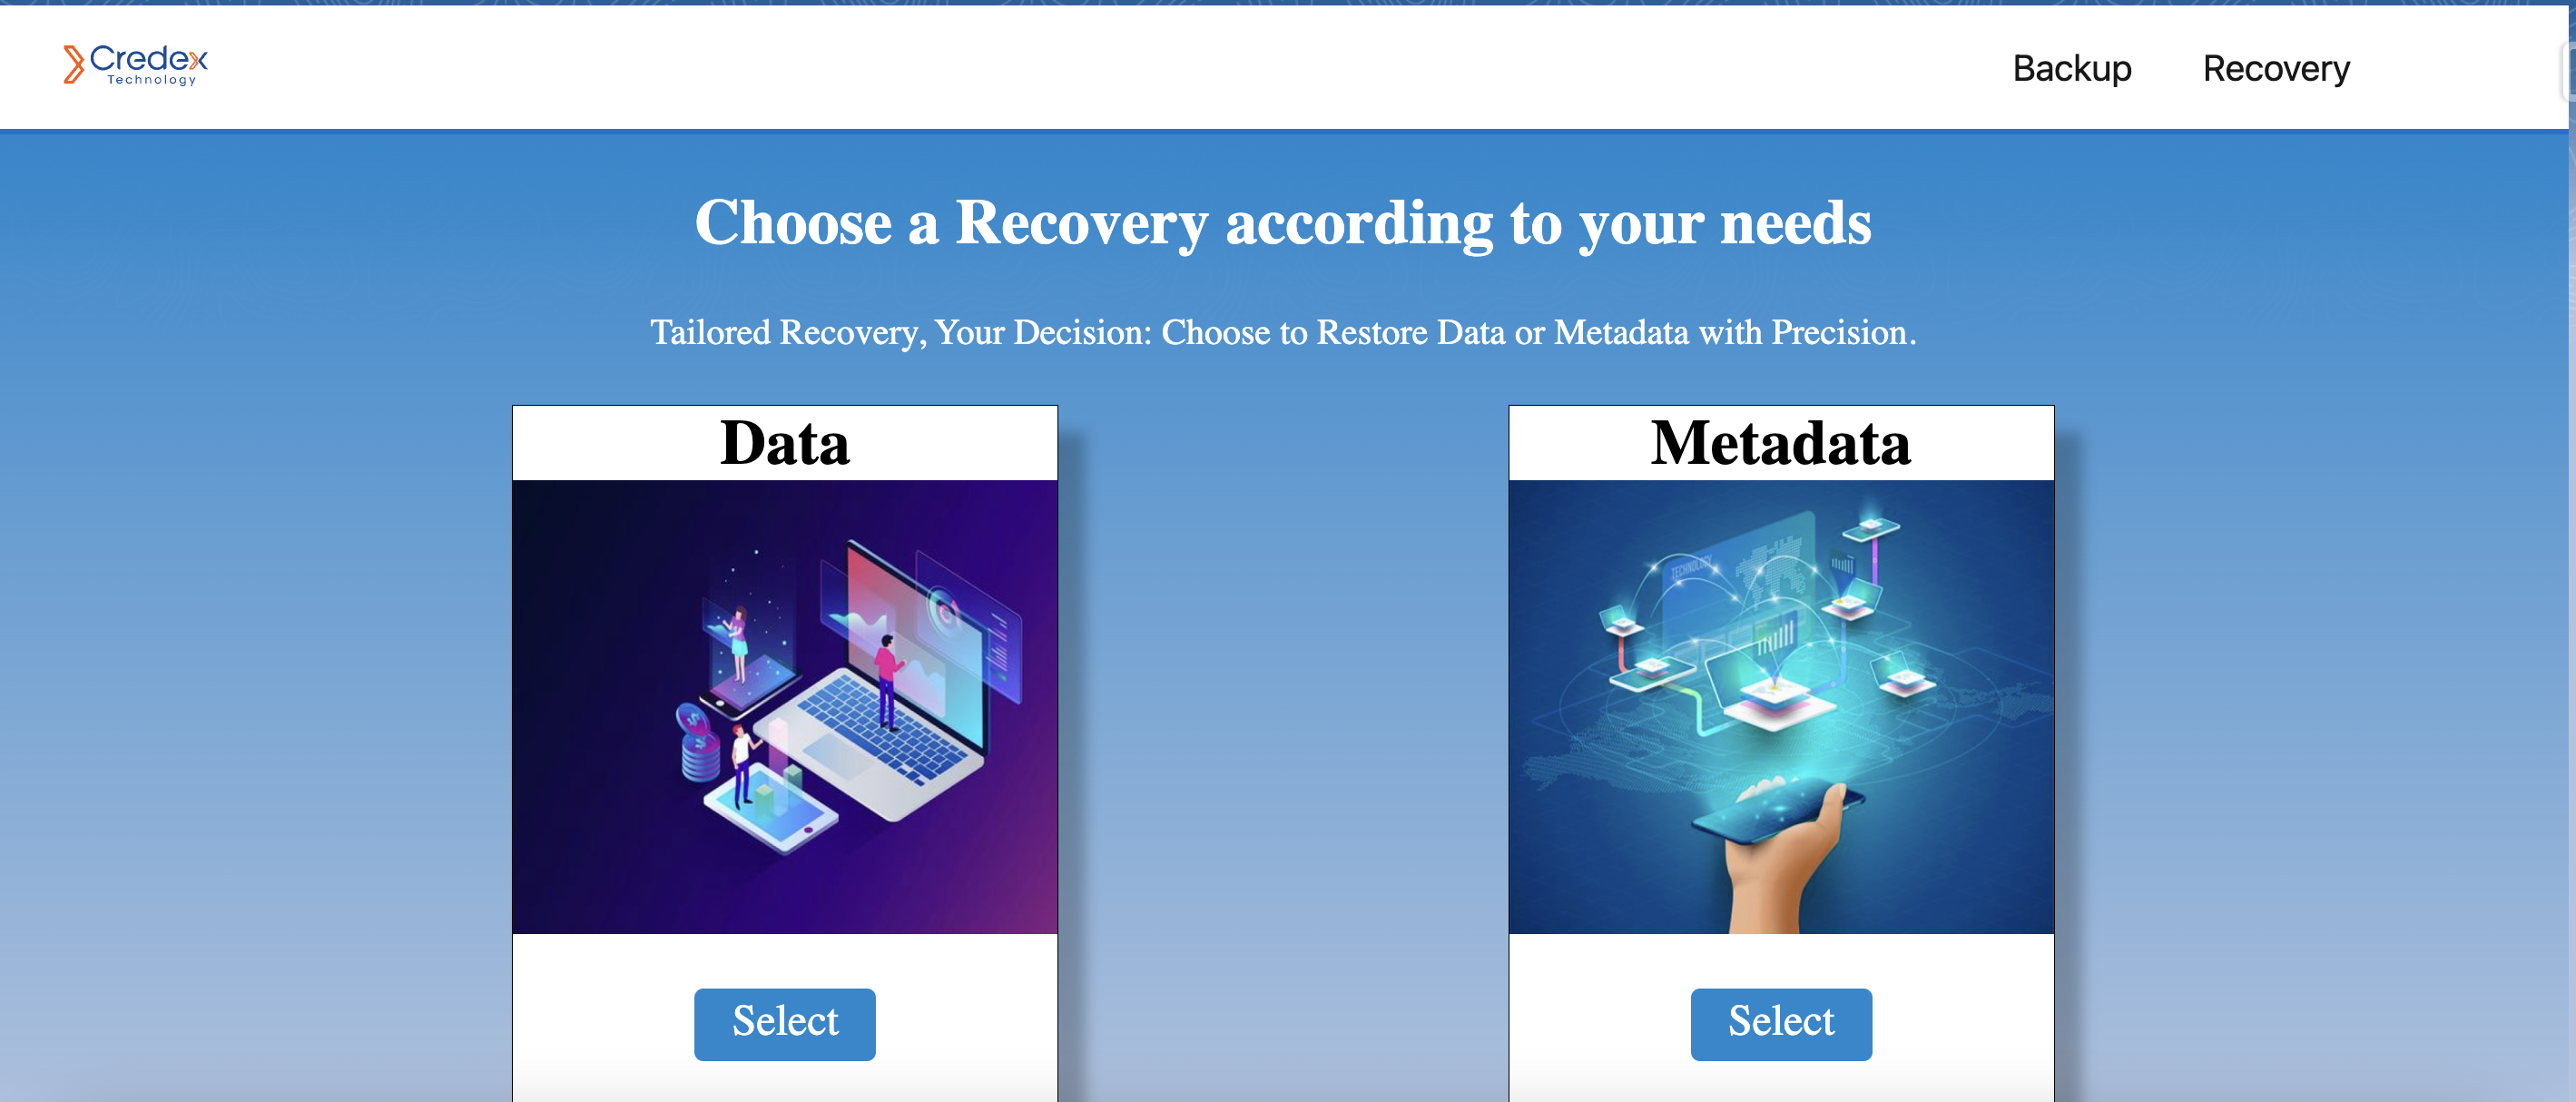 Credex
Technology
Backup Recovery
Choose a Recovery according to your needs
Tailored Recovery, Your Decision: Choose to Restore Data or Metadata with Precision.
Data
Metadata
TECHNOLOGY
Select
Select